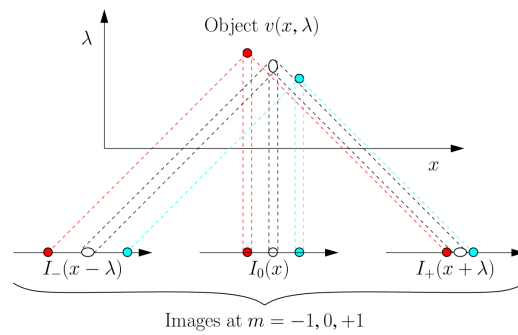 Object v(x, λ)
λ
x
I₋(x − λ) I₀(x) I₊(x + λ)
Images at m = −1, 0, +1